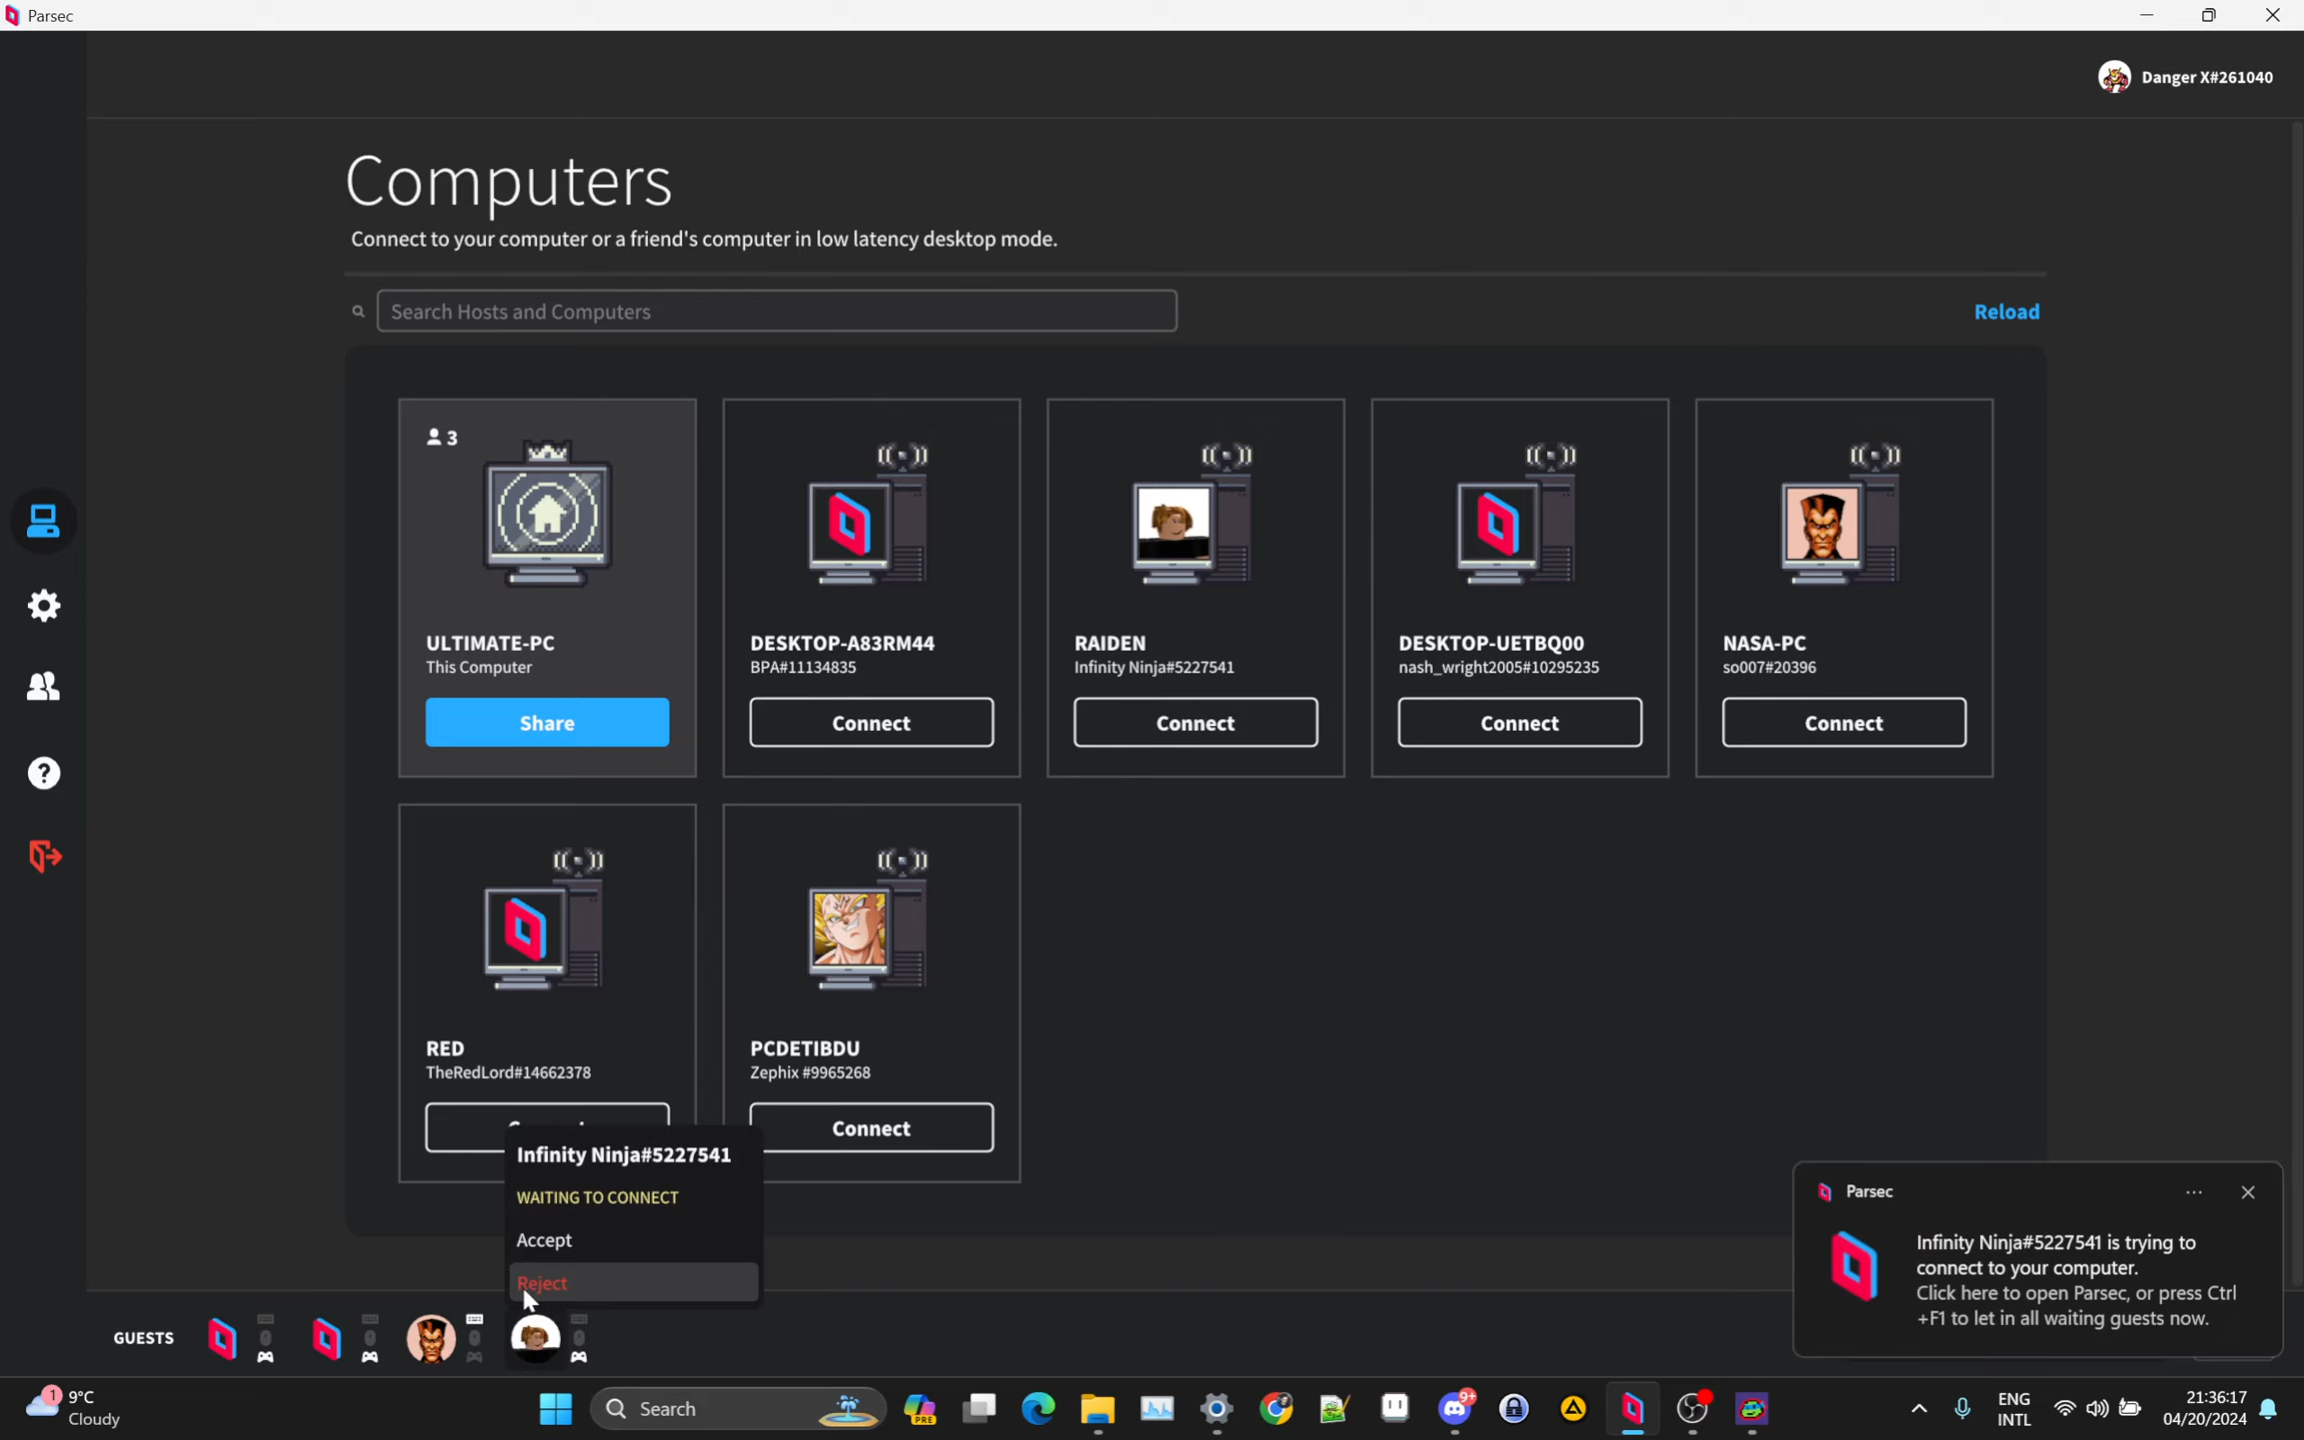 Parsec
Danger X#261040
Computers
Connect to your computer or a friend's computer in low latency desktop mode.
Search Hosts and Computers
Reload
3
ULTIMATE-PC
This Computer
Share
DESKTOP-A83RM44
BPA#11134835
Connect
RAIDEN
Infinity Ninja#5227541
Connect
DESKTOP-UETBQ00
nash_wright2005#10295235
Connect
NASA-PC
so007#20396
Connect
RED
TheRedLord#14662378
PCDETIBDU
Zephix #9965268
Connect
Infinity Ninja#5227541
WAITING TO CONNECT
Accept
Reject
Parsec
Infinity Ninja#5227541 is trying to
connect to your computer.
Click here to open Parsec, or press Ctrl
+F1 to let in all waiting guests now.
GUESTS
1
9°C
Cloudy
Search
PRE
9+
ENG
INTL
21:36:17
04/20/2024